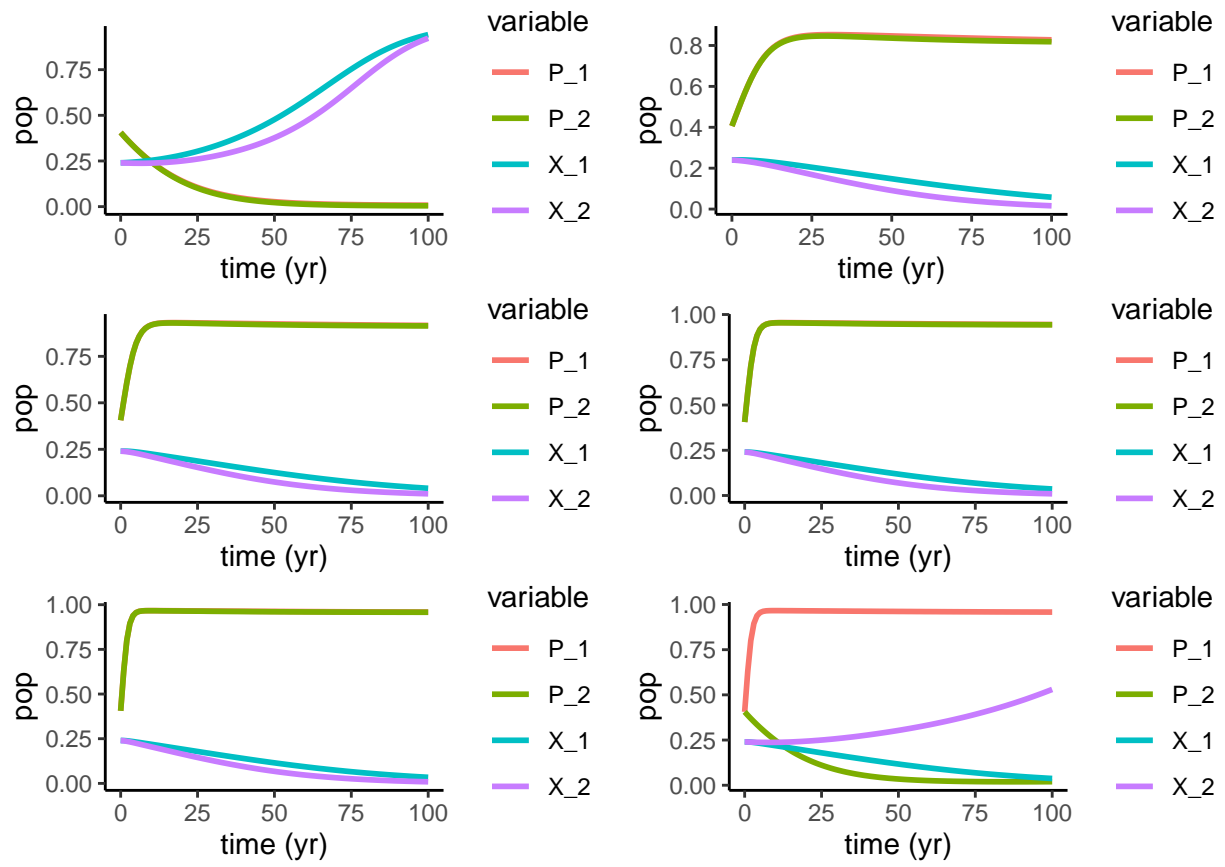 variable
P_1
P_2
X_1
X_2
pop
0.75
0.50
0.25
0.00
0 25 50 75 100
time (yr)
variable
P_1
P_2
X_1
X_2
pop
0.8
0.6
0.4
0.2
0.0
0 25 50 75 100
time (yr)
variable
P_1
P_2
X_1
X_2
pop
0.75
0.50
0.25
0.00
0 25 50 75 100
time (yr)
variable
P_1
P_2
X_1
X_2
pop
1.00
0.75
0.50
0.25
0.00
0 25 50 75 100
time (yr)
variable
P_1
P_2
X_1
X_2
pop
1.00
0.75
0.50
0.25
0.00
0 25 50 75 100
time (yr)
variable
P_1
P_2
X_1
X_2
pop
1.00
0.75
0.50
0.25
0.00
0 25 50 75 100
time (yr)